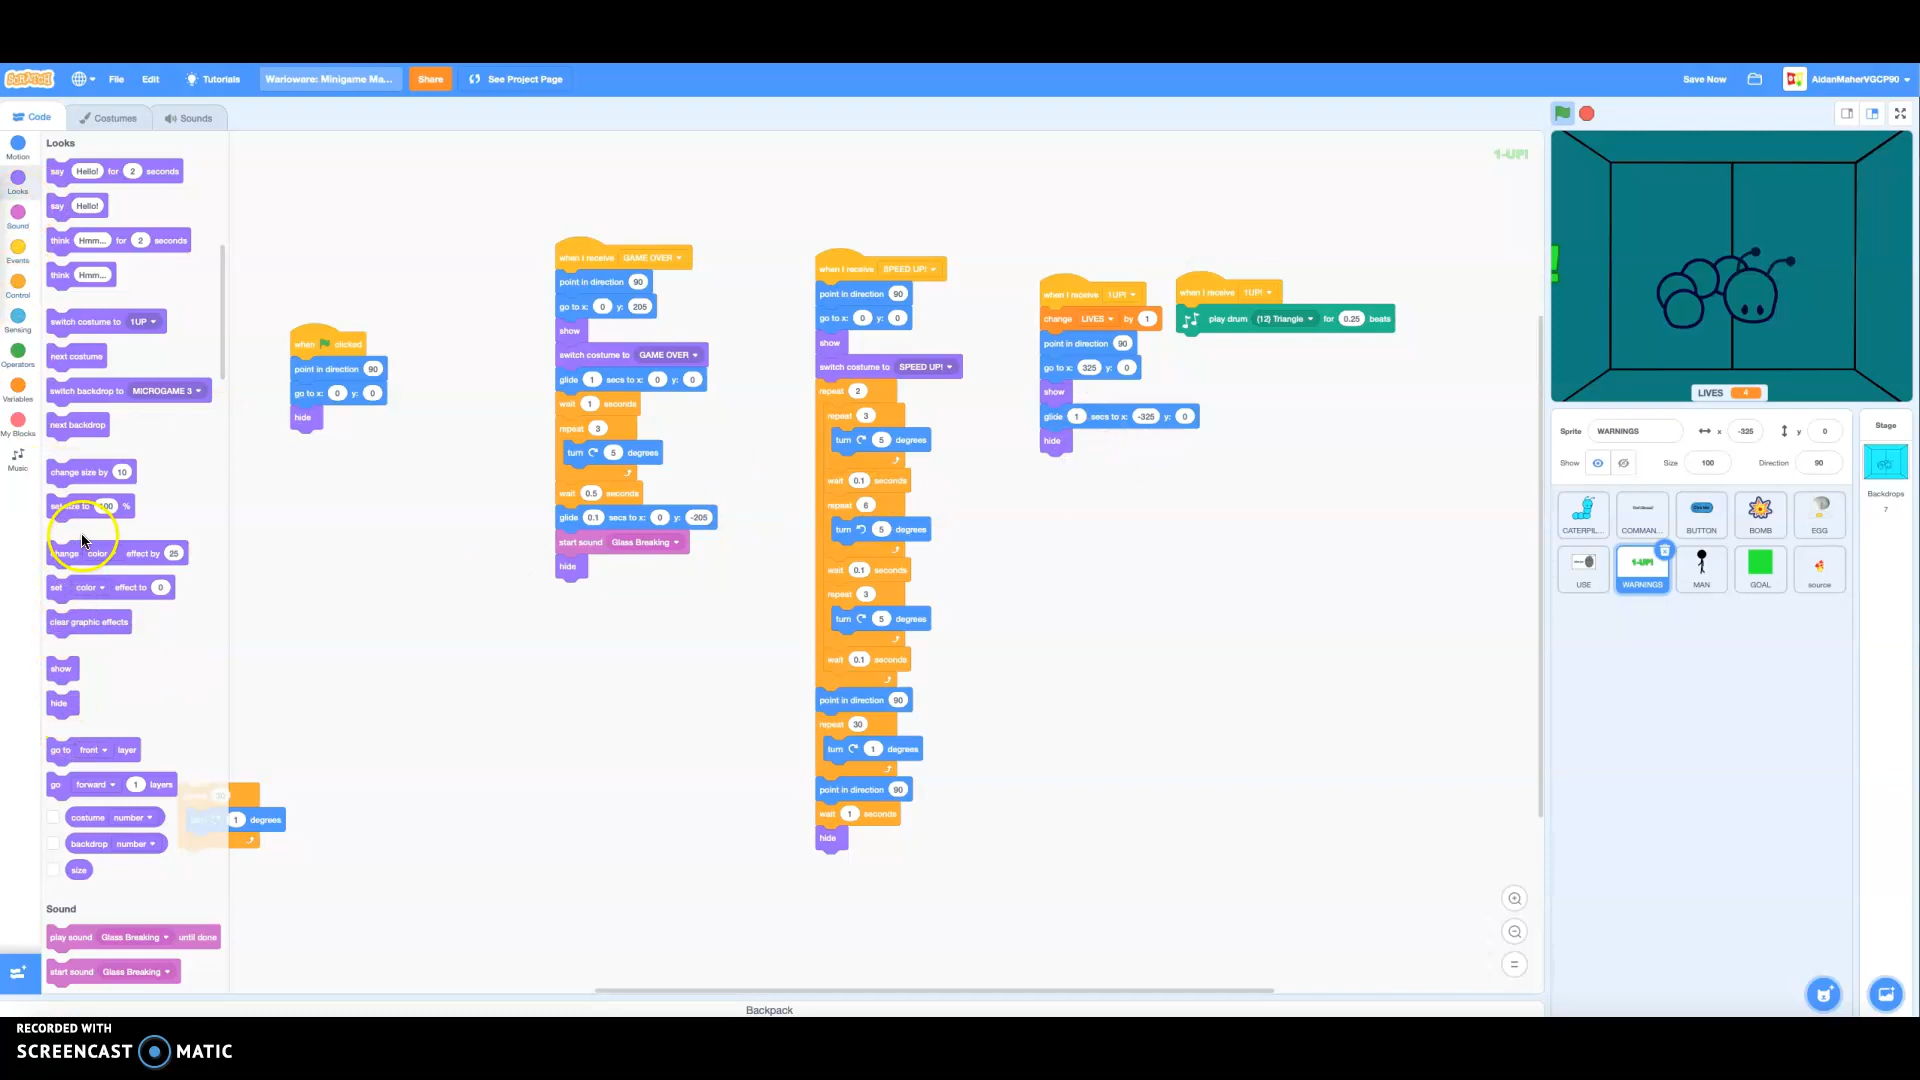 SCRATCH File Edit Tutorials Warioware: Minigame Ma... Share See Project Page Save Now AidanMaherVGCP90
Code Costumes Sounds
Motion
Looks
Sound
Events
Control
Sensing
Operators
Variables
My Blocks
Music
Looks
say Hello! for 2 seconds
say Hello!
think Hmm... for 2 seconds
think Hmm...
switch costume to 1UP
next costume
switch backdrop to MICROGAME 3
next backdrop
change size by 10
set size to 100 %
change color effect by 25
set color effect to 0
clear graphic effects
show
hide
go to front layer
go forward 1 layers
costume number
backdrop number
size
Sound
play sound Glass Breaking until done
start sound Glass Breaking
when clicked
point in direction 90
go to x: 0 y: 0
hide
1 degrees
when I receive GAME OVER
point in direction 90
go to x: 0 y: 205
show
switch costume to GAME OVER
glide 1 secs to x: 0 y: 0
wait 1 seconds
repeat 3
turn 5 degrees
wait 0.5 seconds
glide 0.1 secs to x: 0 y: -205
start sound Glass Breaking
hide
when I receive SPEED UP!
point in direction 90
go to x: 0 y: 0
show
switch costume to SPEED UP!
repeat 2
repeat 3
turn 5 degrees
wait 0.1 seconds
repeat 6
turn 5 degrees
wait 0.1 seconds
repeat 3
turn 5 degrees
wait 0.1 seconds
point in direction 90
repeat 30
turn 1 degrees
point in direction 90
wait 1 seconds
hide
when I receive 1UP!
change LIVES by 1
point in direction 90
go to x: 325 y: 0
show
glide 1 secs to x: -325 y: 0
hide
when I receive 1UP!
play drum (12) Triangle for 0.25 beats
1-UP!
!
LIVES 4
Sprite WARNINGS x -325 y 0
Show Size 100 Direction 90
CATERPIL... COMMAN... BUTTON BOMB EGG
1-UP!
USE WARNINGS MAN GOAL source
Stage
Backdrops
7
Backpack
RECORDED WITH
SCREENCAST MATIC